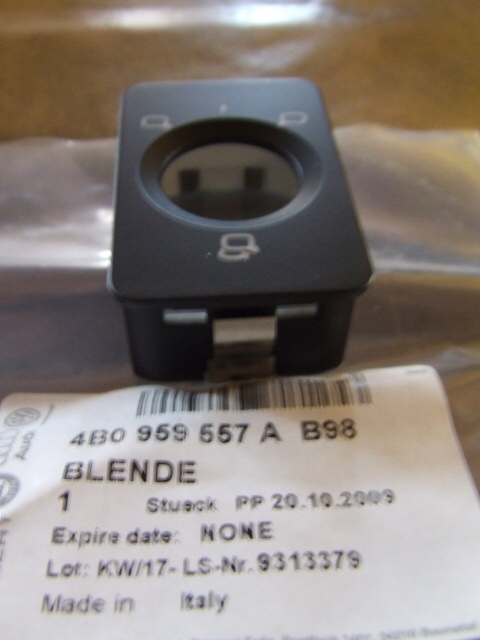 4B0 959 557 A B98
BLENDE
1 Stueck PP 20.10.2009
Expire date: NONE
Lot: KW/17- LS-Nr. 9313379
Made in Italy
Audi